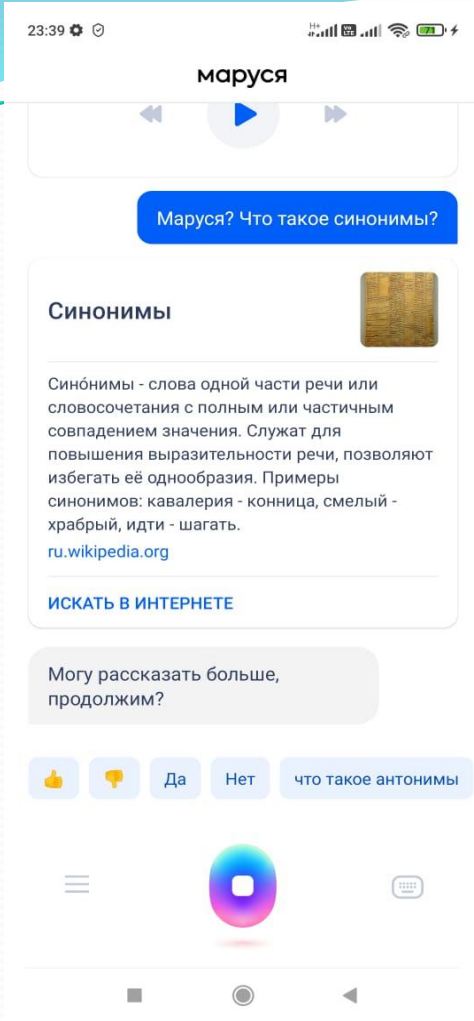 23:39
маруся
Маруся? Что такое синонимы?
Синонимы
Сино́нимы - слова одной части речи или
словосочетания с полным или частичным
совпадением значения. Служат для
повышения выразительности речи, позволяют
избегать её однообразия. Примеры
синонимов: кавалерия - конница, смелый -
храбрый, идти - шагать.
ru.wikipedia.org
ИСКАТЬ В ИНТЕРНЕТЕ
Могу рассказать больше,
продолжим?
Да Нет что такое антонимы